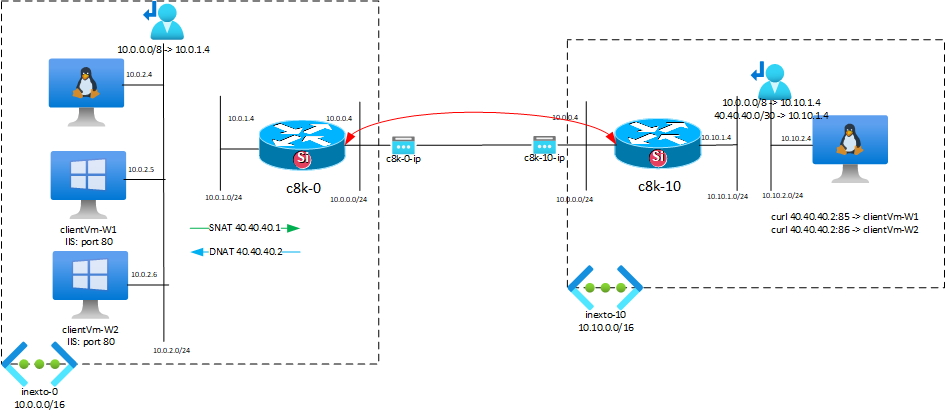 10.0.0.0/8 -> 10.0.1.4
10.0.2.4
10.0.1.4
10.0.0.4
Si
c8k-0
10.0.1.0/24
10.0.0.0/24
c8k-0-ip
10.0.2.5
clientVm-W1
IIS: port 80
SNAT 40.40.40.1
DNAT 40.40.40.2
10.0.2.6
clientVm-W2
IIS: port 80
10.0.2.0/24
inexto-0
10.0.0.0/16
c8k-10-ip
10.0.0.4
Si
c8k-10
10.0.0.0/24
10.0.0.0/8 -> 10.10.1.4
40.40.40.0/30 -> 10.10.1.4
10.10.1.4
10.10.2.4
10.10.1.0/24
10.10.2.0/24
curl 40.40.40.2:85 -> clientVm-W1
curl 40.40.40.2:86 -> clientVm-W2
inexto-10
10.10.0.0/16